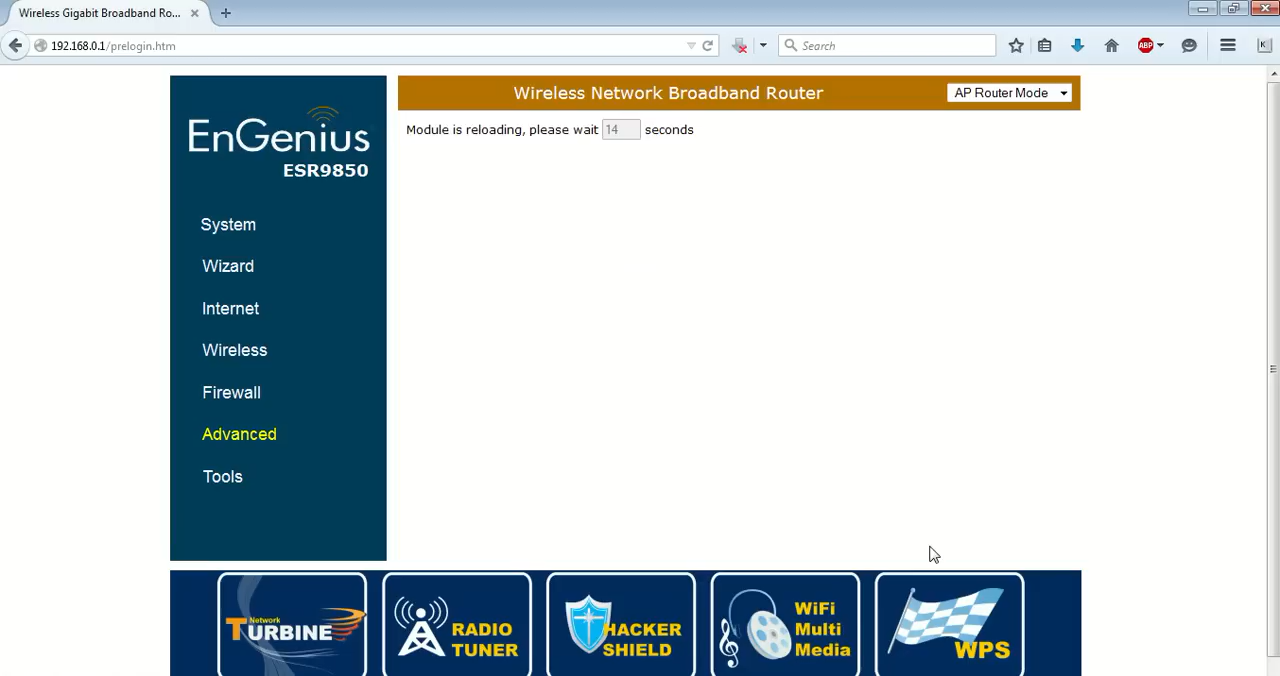 Wireless Gigabit Broadband Ro...
192.168.0.1/prelogin.htm
Search
ABP
K
Wireless Network Broadband Router
AP Router Mode
EnGenius
ESR9850
Module is reloading, please wait 14 seconds
System
Wizard
Internet
Wireless
Firewall
Advanced
Tools
Network
TURBINE
RADIO
TUNER
HACKER
SHIELD
WiFi
Multi
Media
WPS